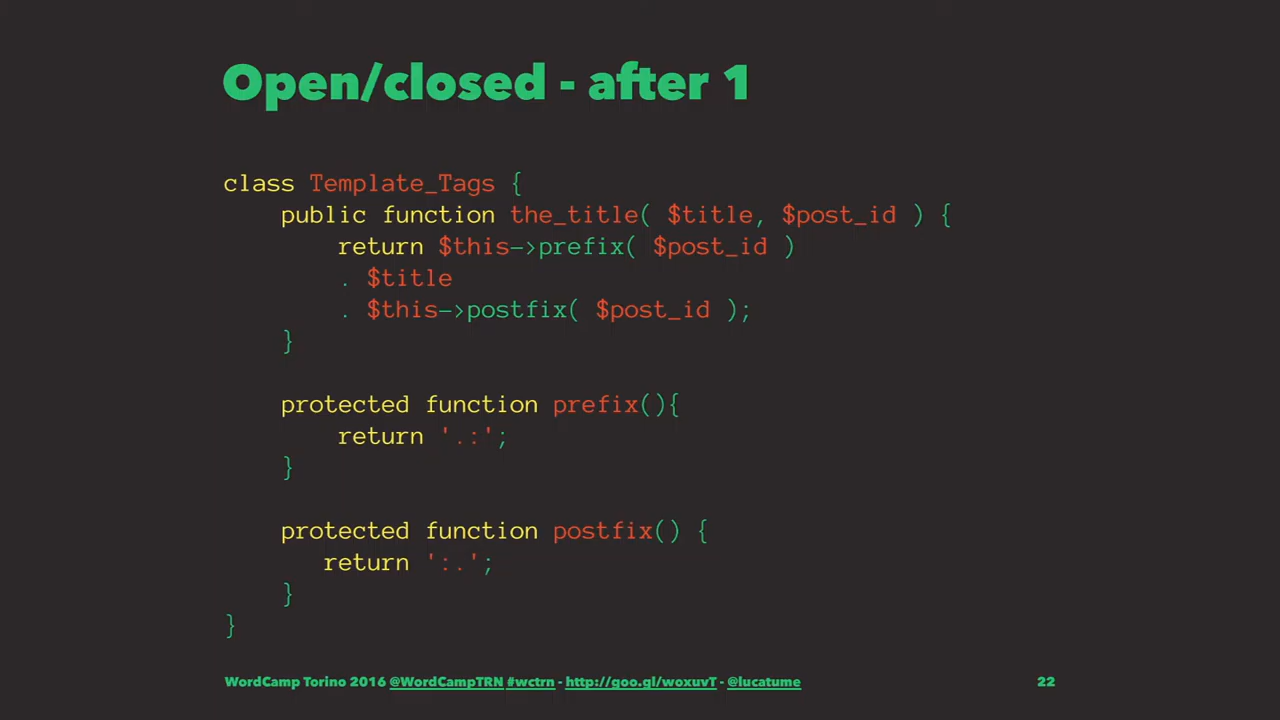 Open/closed - after 1
class Template_Tags {
    public function the_title( $title, $post_id ) {
        return $this->prefix( $post_id )
        . $title
        . $this->postfix( $post_id );
    }

    protected function prefix(){
        return '.:';
    }

    protected function postfix() {
       return ':.';
    }
}
WordCamp Torino 2016 @WordCampTRN #wctrn - http://goo.gl/woxuvT - @lucatume 22